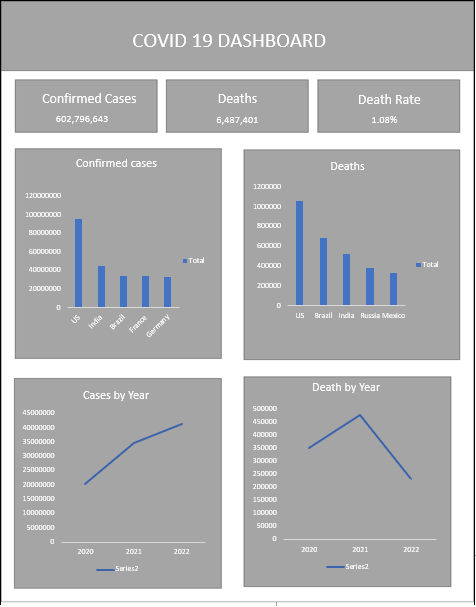 COVID 19 DASHBOARD
Confirmed Cases
602,796,643
Deaths
6,487,401
Death Rate
1.08%
Confirmed cases
120000000
100000000
80000000
60000000
40000000
20000000
0
US
India
Brazil
France
Germany
Total
Deaths
1200000
1000000
800000
600000
400000
200000
0
US
Brazil
India
Russia
Mexico
Total
Cases by Year
45000000
40000000
35000000
30000000
25000000
20000000
15000000
10000000
5000000
0
2020
2021
2022
Series2
Death by Year
500000
450000
400000
350000
300000
250000
200000
150000
100000
50000
0
2020
2021
2022
Series2